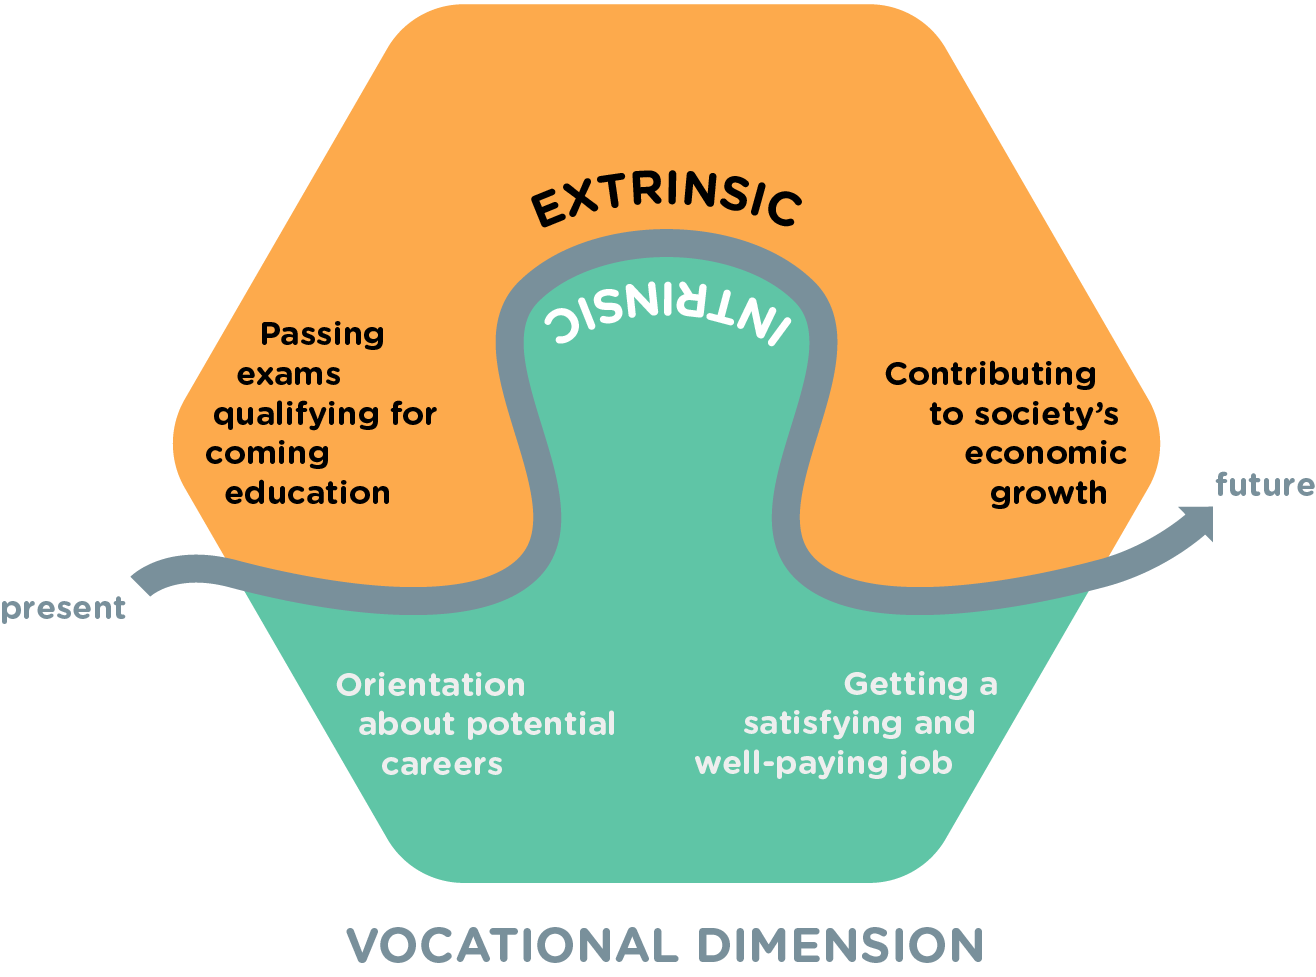 EXTRINSIC
INTRINSIC
Passing
exams
qualifying for
coming
education
Contributing
to society’s
economic
growth
future
present
Orientation
about potential
careers
Getting a
satisfying and
well-paying job
VOCATIONAL DIMENSION